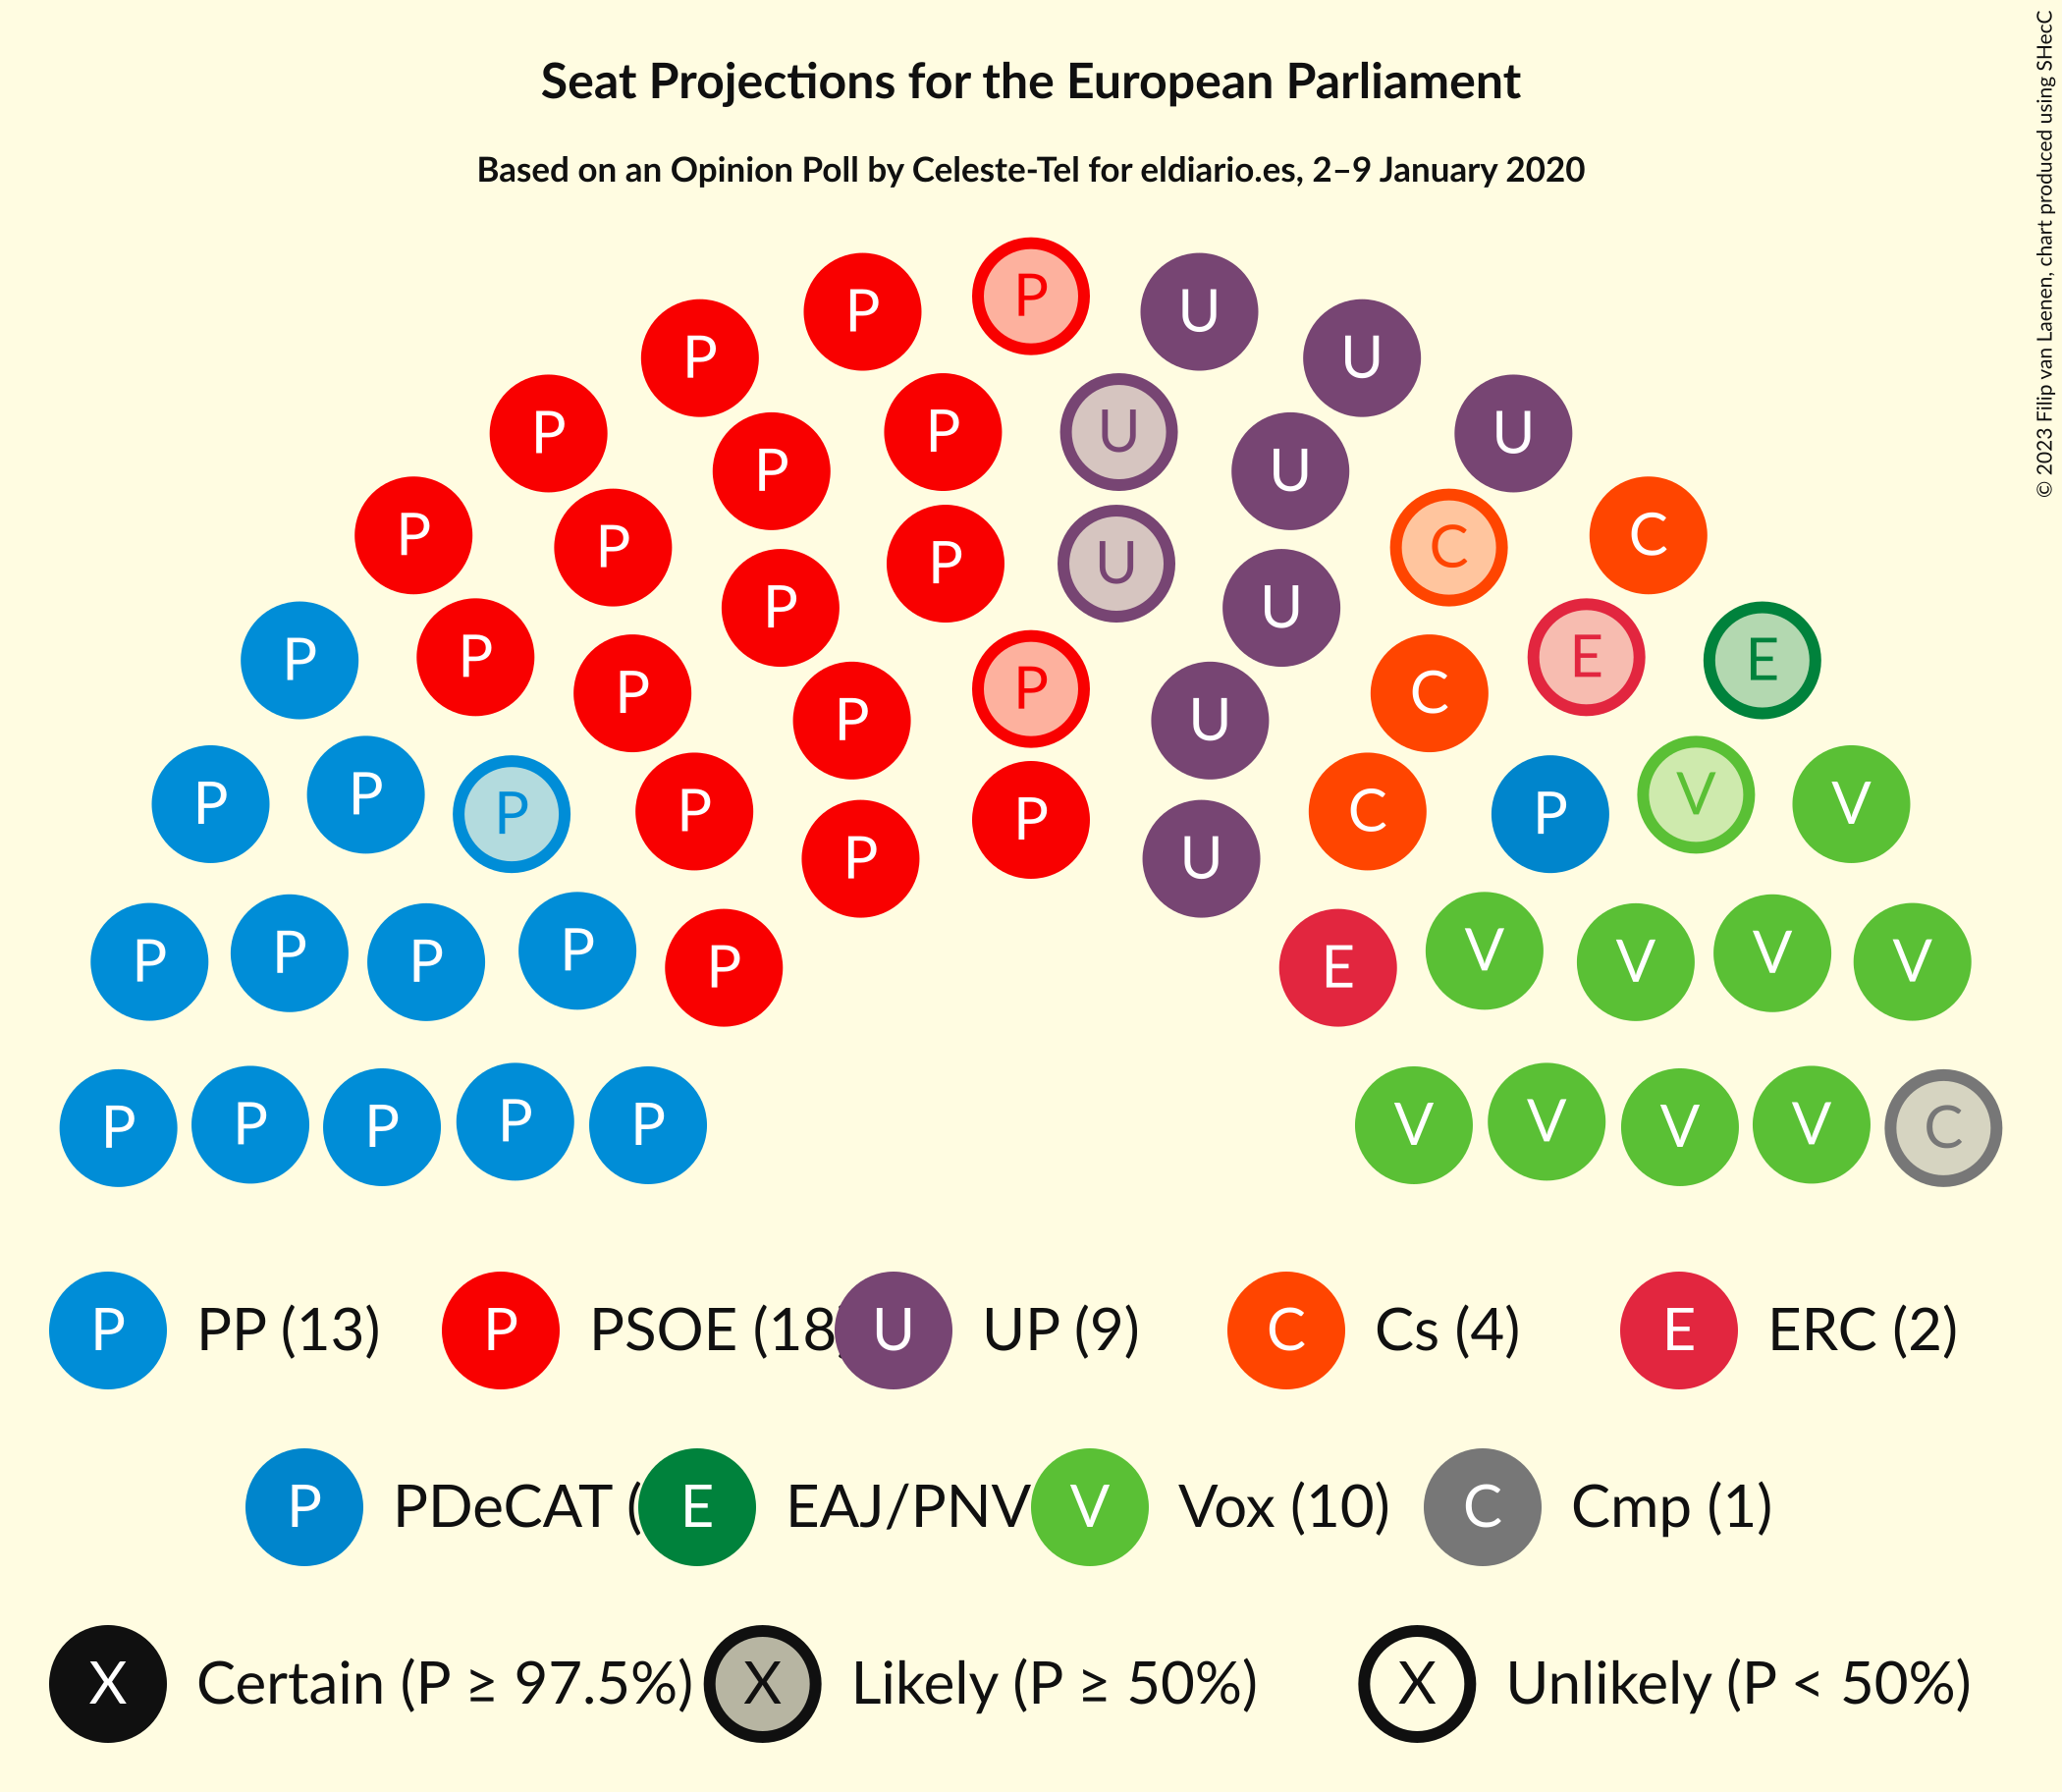 Seat Projections for the European Parliament
Based on an Opinion Poll by Celeste-Tel for eldiario.es, 2–9 January 2020
© 2023 Filip van Laenen, chart produced using SHecC
P P P U U
P P P U U U
P P U C C
P P P U E E
P P P P U C
P P P P P U C P V V
P P P P P E V V V V
P P P P P V V V V C
P PP (13) P PSOE (18 U UP (9) C Cs (4) E ERC (2)
P PDeCAT ( E EAJ/PNV V Vox (10) C Cmp (1)
X Certain (P ≥ 97.5%) X Likely (P ≥ 50%) X Unlikely (P < 50%)